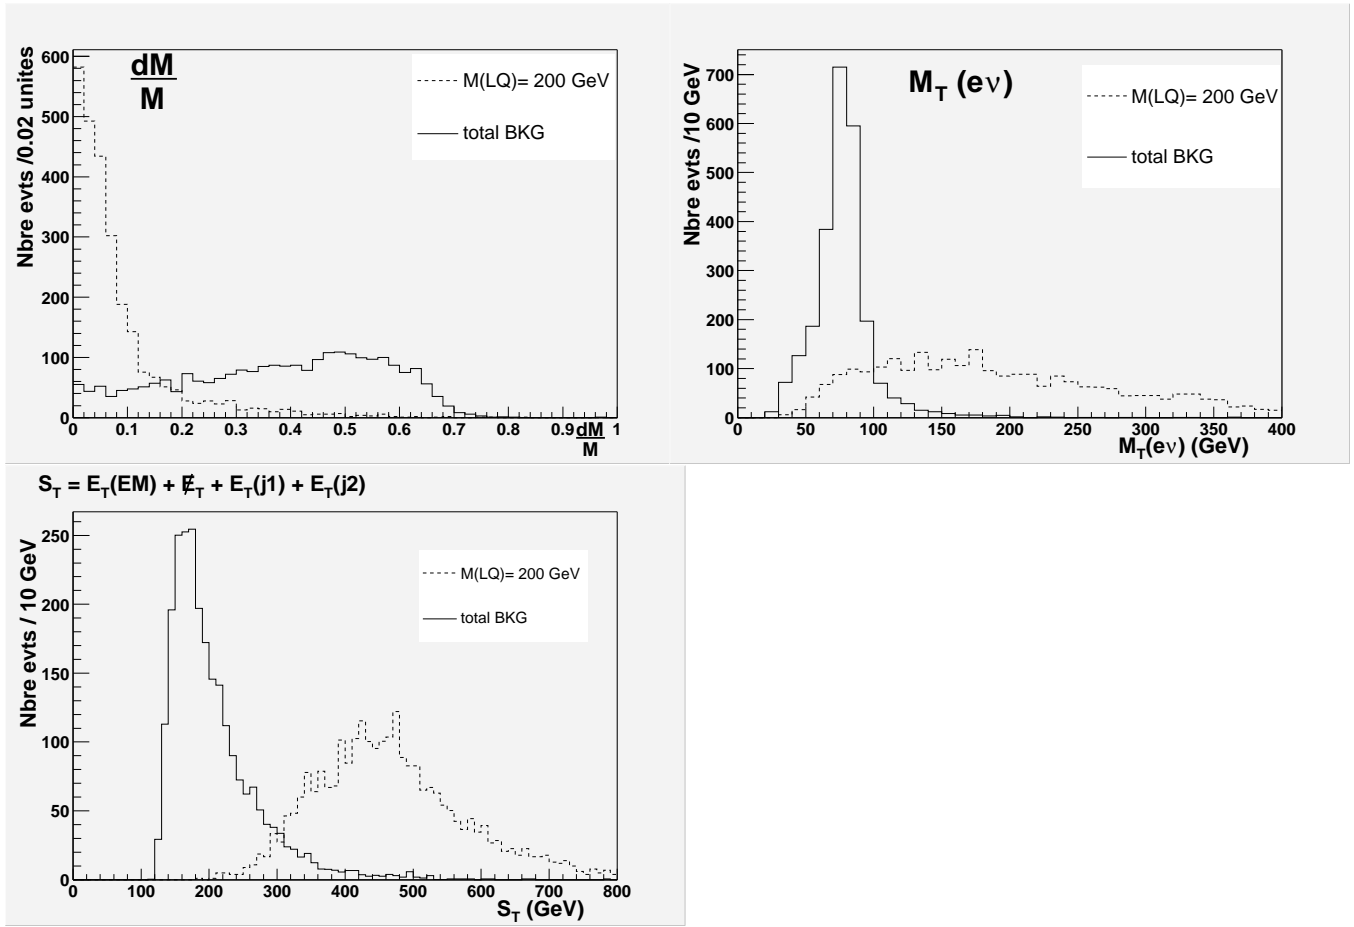 dM
M
M(LQ)= 200 GeV
total BKG
Nbre evts /0.02 unites
600
500
400
300
200
100
0
0 0.1 0.2 0.3 0.4 0.5 0.6 0.7 0.8 0.9 1
dM
M
M_T (eν)
M(LQ)= 200 GeV
total BKG
Nbre evts /10 GeV
700
600
500
400
300
200
100
0
0 50 100 150 200 250 300 350 400
M_T(eν) (GeV)
S_T = E_T(EM) + E̸_T + E_T(j1) + E_T(j2)
M(LQ)= 200 GeV
total BKG
Nbre evts / 10 GeV
250
200
150
100
50
0
0 100 200 300 400 500 600 700 800
S_T (GeV)